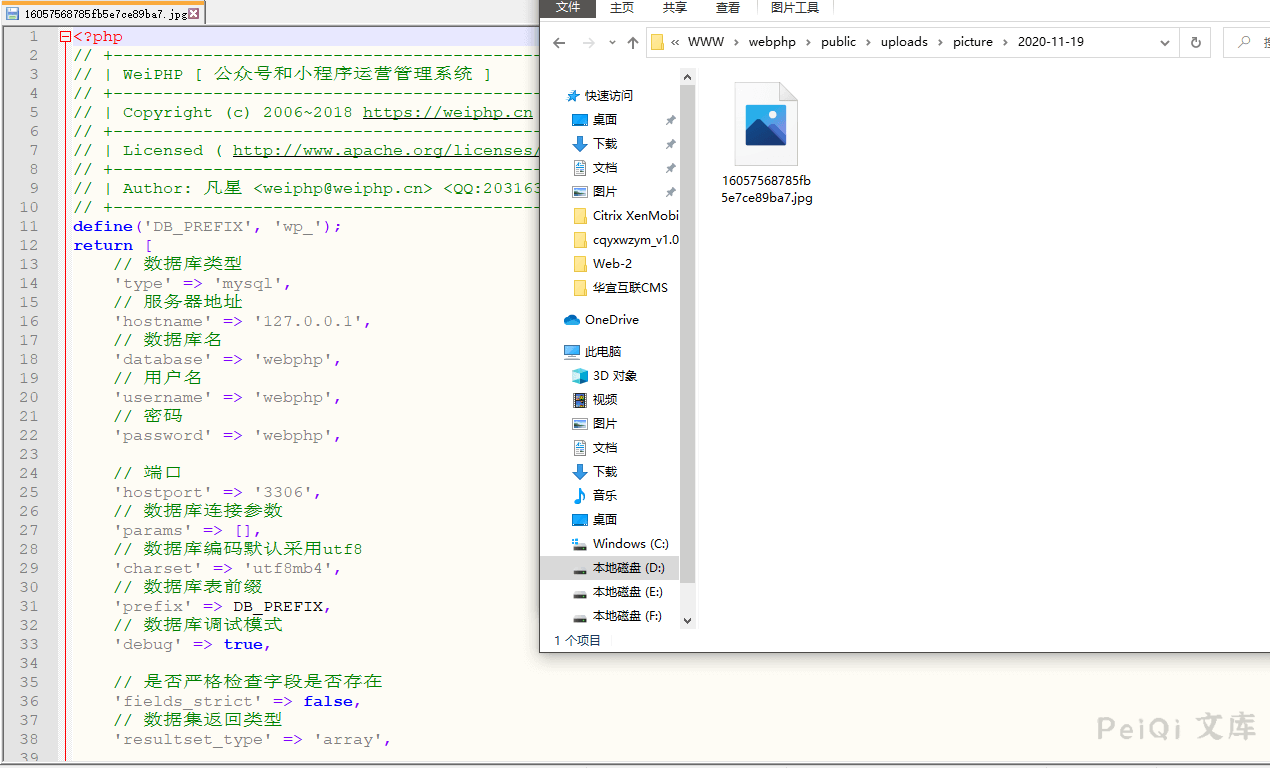 16057568785fb5e7ce89ba7.jpg
1 <?php
2 // +----------------------------------------------
3 // | WeiPHP [ 公众号和小程序运营管理系统 ]
4 // +----------------------------------------------
5 // | Copyright (c) 2006~2018 https://weiphp.cn
6 // +----------------------------------------------
7 // | Licensed ( http://www.apache.org/licenses/
8 // +----------------------------------------------
9 // | Author: 凡星 <weiphp@weiphp.cn> <QQ:203163
10 // +----------------------------------------------
11 define('DB_PREFIX', 'wp_');
12 return [
13 // 数据库类型
14 'type' => 'mysql',
15 // 服务器地址
16 'hostname' => '127.0.0.1',
17 // 数据库名
18 'database' => 'webphp',
19 // 用户名
20 'username' => 'webphp',
21 // 密码
22 'password' => 'webphp',
23
24 // 端口
25 'hostport' => '3306',
26 // 数据库连接参数
27 'params' => [],
28 // 数据库编码默认采用utf8
29 'charset' => 'utf8mb4',
30 // 数据库表前缀
31 'prefix' => DB_PREFIX,
32 // 数据库调试模式
33 'debug' => true,
34
35 // 是否严格检查字段是否存在
36 'fields_strict' => false,
37 // 数据集返回类型
38 'resultset_type' => 'array',
39
文件 主页 共享 查看 图片工具
« WWW › webphp › public › uploads › picture › 2020-11-19
快速访问
桌面
下载
文档
图片
Citrix XenMobi
cqyxwzym_v1.0
Web-2
华宜互联CMS
OneDrive
此电脑
3D 对象
视频
图片
文档
下载
音乐
桌面
Windows (C:)
本地磁盘 (D:)
本地磁盘 (E:)
本地磁盘 (F:)
1 个项目
16057568785fb
5e7ce89ba7.jpg
PeiQi 文库